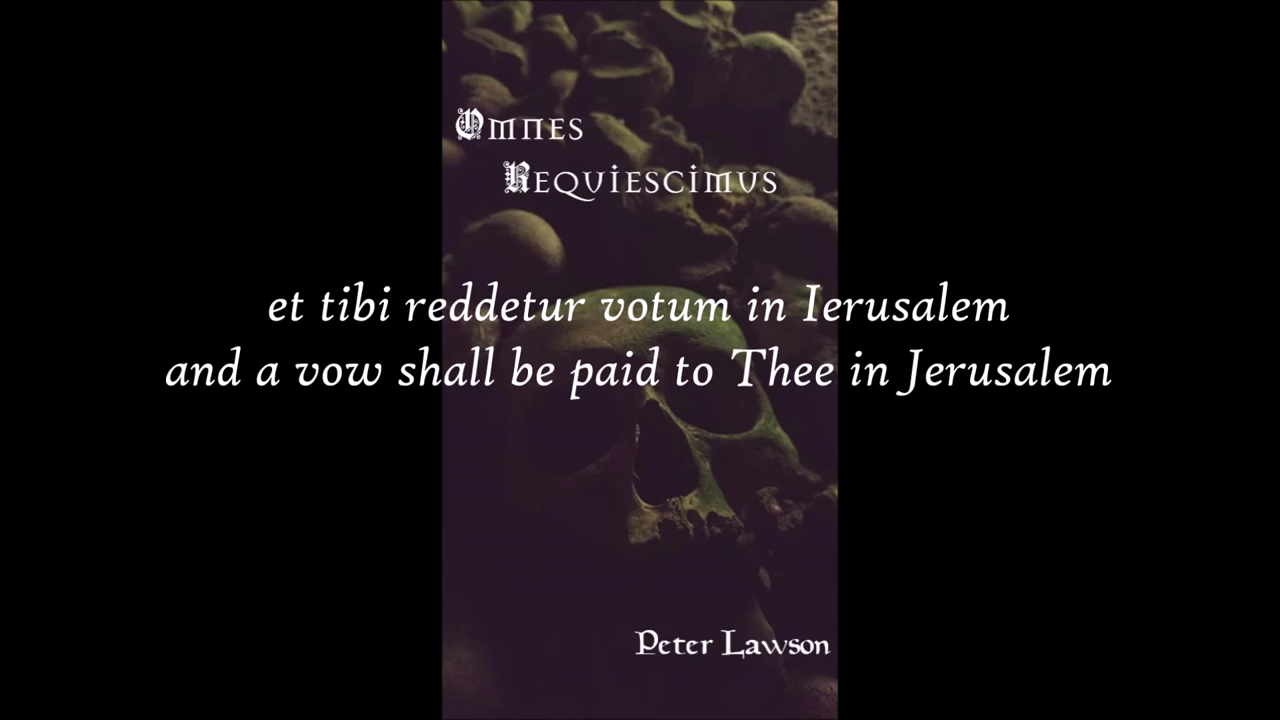 Omnes
Requiescimus
et tibi reddetur votum in Ierusalem
and a vow shall be paid to Thee in Jerusalem
Peter Lawson